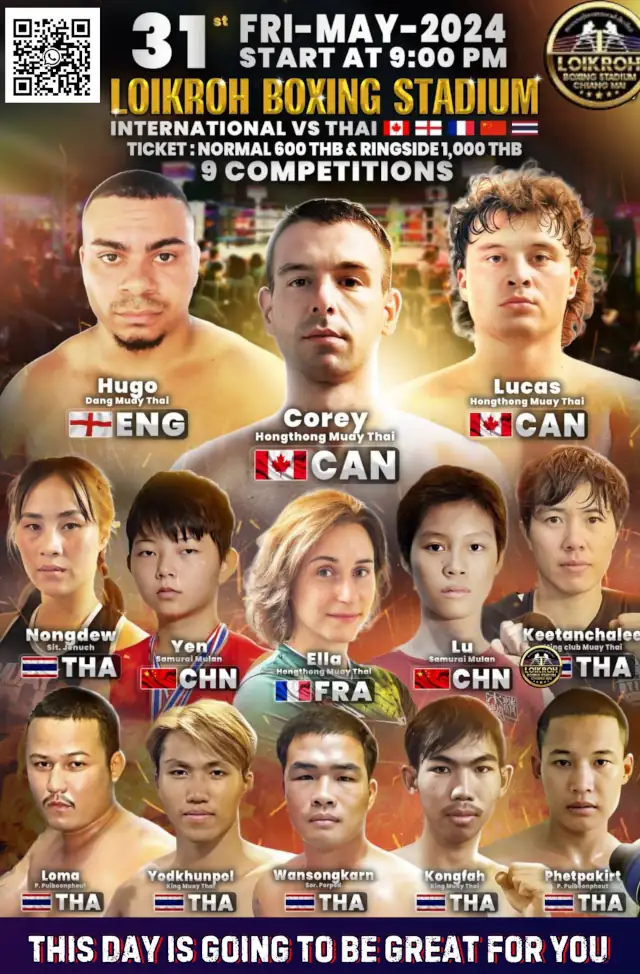 31st FRI-MAY-2024
START AT 9:00 PM
LOIKROH BOXING STADIUM
INTERNATIONAL VS THAI
TICKET : NORMAL 600 THB & RINGSIDE 1,000 THB
9 COMPETITIONS
LOIKROH
BOXING STADIUM
CHIANG MAI
Hugo
Dang Muay Thai
ENG
Corey
Hongthong Muay Thai
CAN
Lucas
Hongthong Muay Thai
CAN
Nongdew
THA
Yen
Samurai Mulan
CHN
Ella
Hongthong Muay Thai
FRA
Lu
Samurai Mulan
CHN
Keetanchalee
club Muay Thai
LOIKROH
THA
Loma
THA
Yodkhunpol
King Muay Thai
THA
Wansongkarn
THA
Kongfah
King Muay Thai
THA
Phetpakirt
THA
THIS DAY IS GOING TO BE GREAT FOR YOU